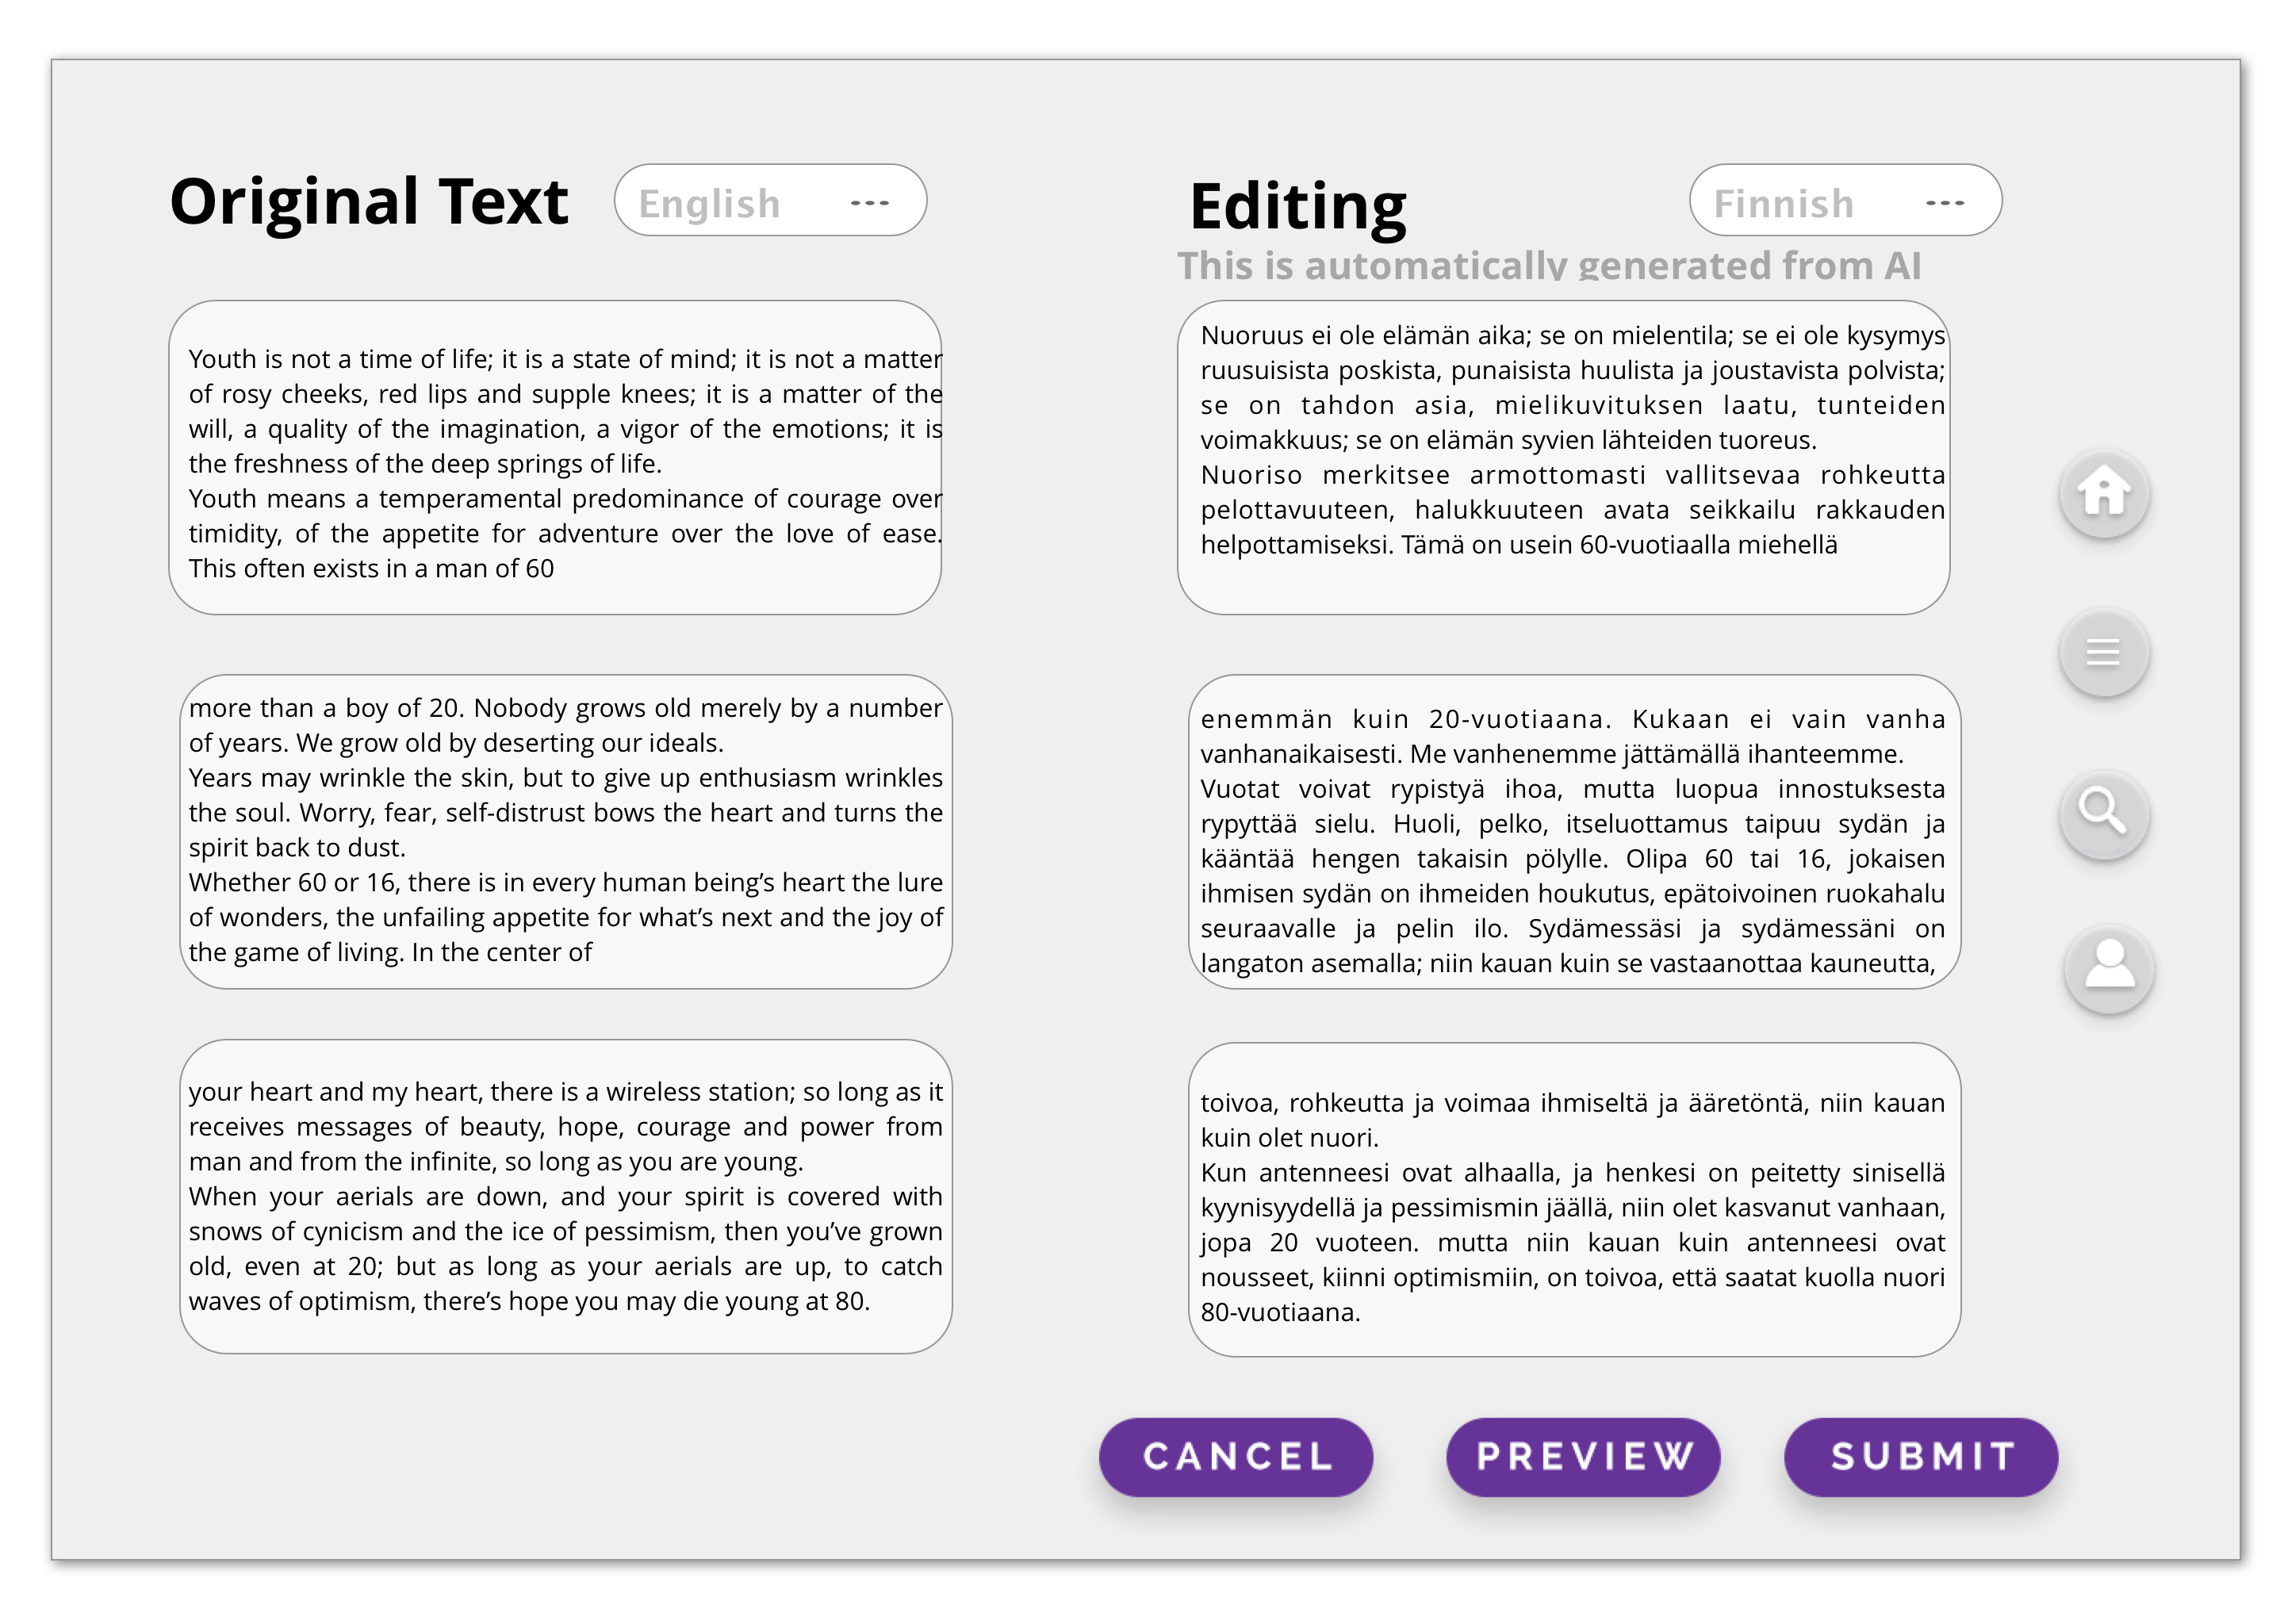 Original Text
English
Youth is not a time of life; it is a state of mind; it is not a matter
of rosy cheeks, red lips and supple knees; it is a matter of the
will, a quality of the imagination, a vigor of the emotions; it is
the freshness of the deep springs of life.
Youth means a temperamental predominance of courage over
timidity, of the appetite for adventure over the love of ease.
This often exists in a man of 60
more than a boy of 20. Nobody grows old merely by a number
of years. We grow old by deserting our ideals.
Years may wrinkle the skin, but to give up enthusiasm wrinkles
the soul. Worry, fear, self-distrust bows the heart and turns the
spirit back to dust.
Whether 60 or 16, there is in every human being’s heart the lure
of wonders, the unfailing appetite for what’s next and the joy of
the game of living. In the center of
your heart and my heart, there is a wireless station; so long as it
receives messages of beauty, hope, courage and power from
man and from the infinite, so long as you are young.
When your aerials are down, and your spirit is covered with
snows of cynicism and the ice of pessimism, then you’ve grown
old, even at 20; but as long as your aerials are up, to catch
waves of optimism, there’s hope you may die young at 80.
Editing
Finnish
This is automatically generated from AI
Nuoruus ei ole elämän aika; se on mielentila; se ei ole kysymys
ruusuisista poskista, punaisista huulista ja joustavista polvista;
se on tahdon asia, mielikuvituksen laatu, tunteiden
voimakkuus; se on elämän syvien lähteiden tuoreus.
Nuoriso merkitsee armottomasti vallitsevaa rohkeutta
pelottavuuteen, halukkuuteen avata seikkailu rakkauden
helpottamiseksi. Tämä on usein 60-vuotiaalla miehellä
enemmän kuin 20-vuotiaana. Kukaan ei vain vanha
vanhanaikaisesti. Me vanhenemme jättämällä ihanteemme.
Vuotat voivat rypistyä ihoa, mutta luopua innostuksesta
rypyttää sielu. Huoli, pelko, itseluottamus taipuu sydän ja
kääntää hengen takaisin pölylle. Olipa 60 tai 16, jokaisen
ihmisen sydän on ihmeiden houkutus, epätoivoinen ruokahalu
seuraavalle ja pelin ilo. Sydämessäsi ja sydämessäni on
langaton asemalla; niin kauan kuin se vastaanottaa kauneutta,
toivoa, rohkeutta ja voimaa ihmiseltä ja ääretöntä, niin kauan
kuin olet nuori.
Kun antenneesi ovat alhaalla, ja henkesi on peitetty sinisellä
kyynisyydellä ja pessimismin jäällä, niin olet kasvanut vanhaan,
jopa 20 vuoteen. mutta niin kauan kuin antenneesi ovat
nousseet, kiinni optimismiin, on toivoa, että saatat kuolla nuori
80-vuotiaana.
CANCEL
PREVIEW
SUBMIT